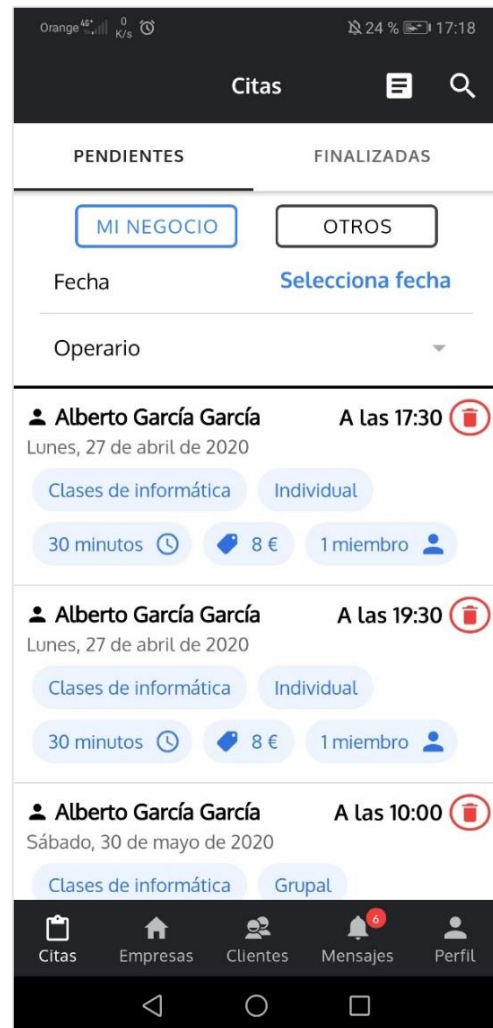 Orange 4G+ 0 K/s 24 % 17:18
Citas
PENDIENTES FINALIZADAS
MI NEGOCIO OTROS
Fecha Selecciona fecha
Operario
Alberto García García A las 17:30
Lunes, 27 de abril de 2020
Clases de informática Individual
30 minutos 8 € 1 miembro
Alberto García García A las 19:30
Lunes, 27 de abril de 2020
Clases de informática Individual
30 minutos 8 € 1 miembro
Alberto García García A las 10:00
Sábado, 30 de mayo de 2020
Clases de informática Grupal
6
Citas Empresas Clientes Mensajes Perfil